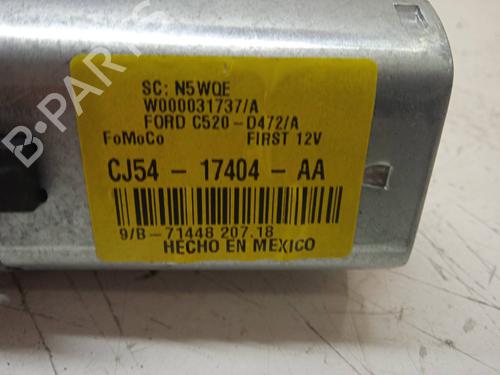 SC: N5WQE
W000031737/A
FORD C520-D472/A
FoMoCo FIRST 12V
CJ54 - 17404 - AA
9/B-71448 207.18
HECHO EN MEXICO
B-PARTS